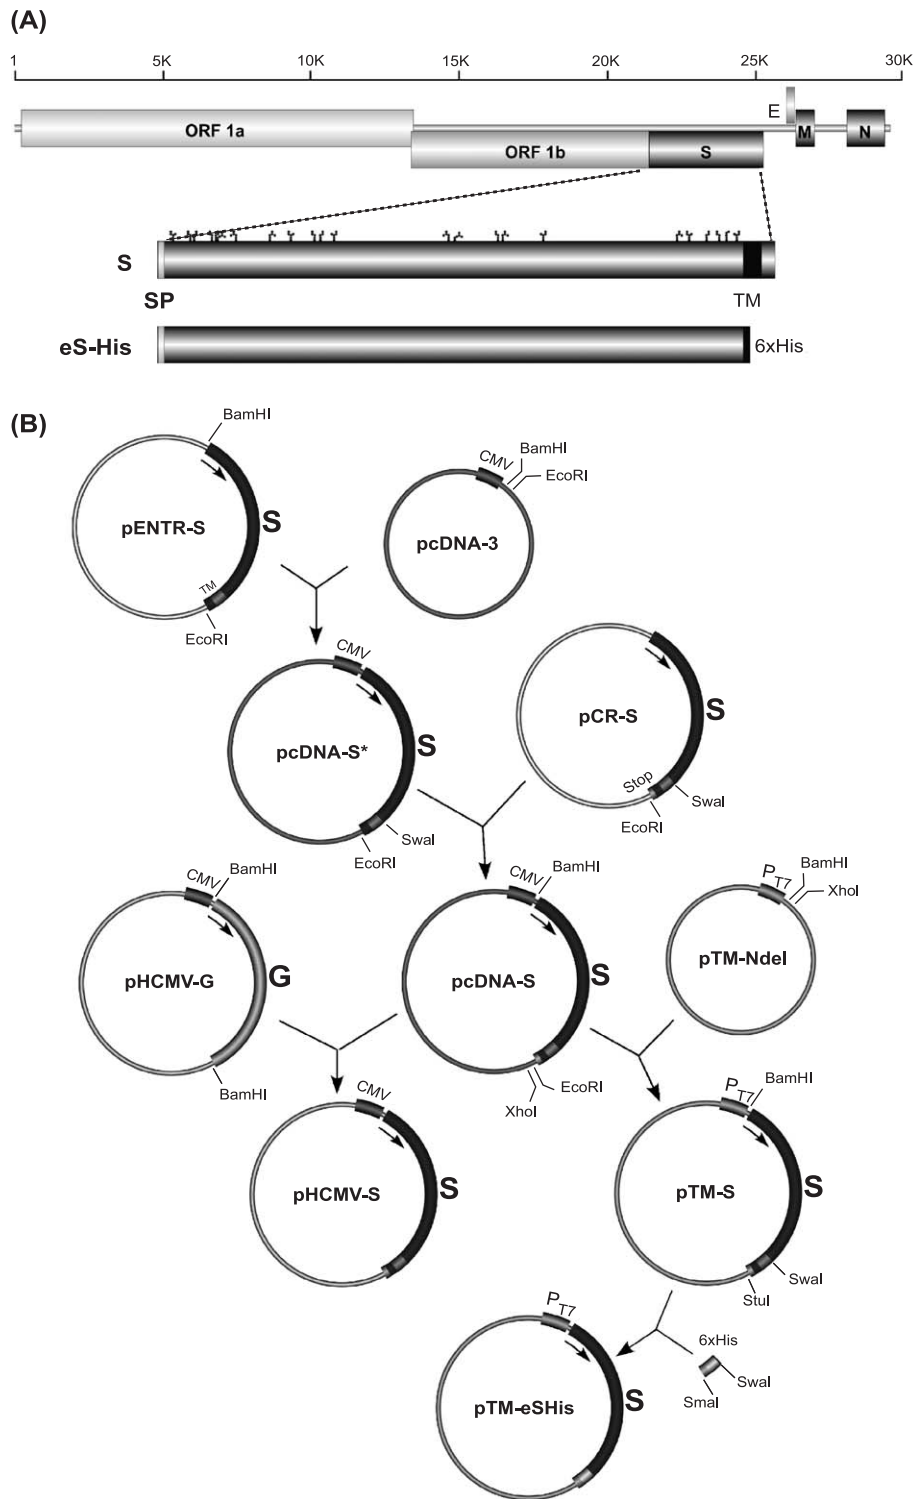 (A)
1 5K 10K 15K 20K 25K 30K
E
ORF 1a M N
ORF 1b S
S
SP TM
eS-His 6xHis
(B)
BamHI
CMV BamHI
EcoRI
pENTR-S S pcDNA-3
TM
EcoRI
CMV
pcDNA-S* S pCR-S S
Stop SwaI
SwaI EcoRI
EcoRI
CMV BamHI CMV BamHI PT7 BamHI
XhoI
pHCMV-G G pcDNA-S S pTM-NdeI
BamHI EcoRI
XhoI
CMV PT7 BamHI
pHCMV-S S pTM-S S
SwaI
StuI
PT7 6xHis
SwaI
SmaI
pTM-eSHis S